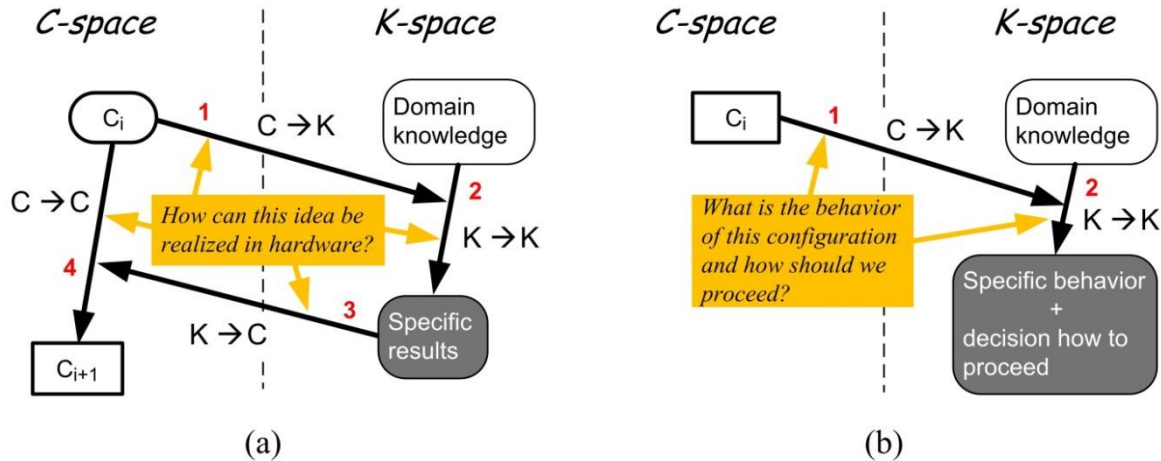 C-space
K-space
C-space
K-space
Ci
1
C → K
Domain
knowledge
2
C → C
How can this idea be
realized in hardware?
K → K
4
3
K → C
Specific
results
Ci+1
(a)
Ci
1
C → K
Domain
knowledge
2
K → K
What is the behavior
of this configuration
and how should we
proceed?
Specific behavior
+
decision how to
proceed
(b)